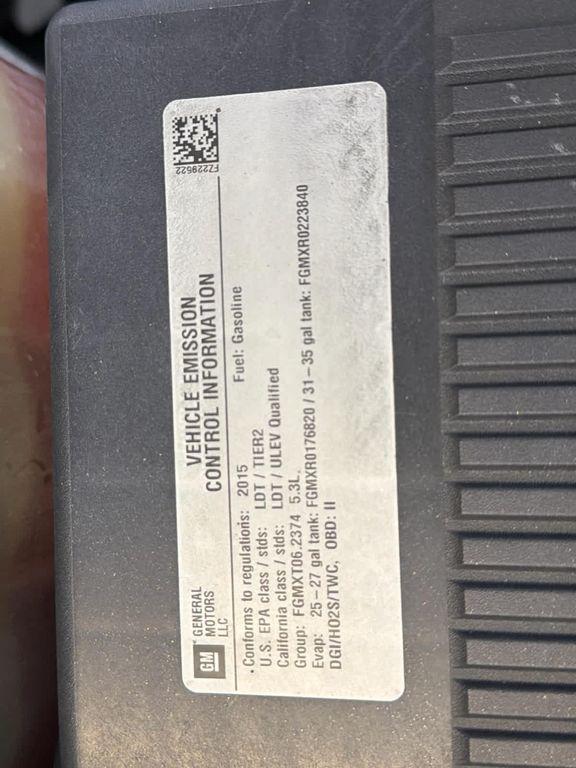 GM
GENERAL
MOTORS
LLC
VEHICLE EMISSION
CONTROL INFORMATION
FZ229522
Conforms to regulations: 2015 Fuel: Gasoline
U.S. EPA class / stds: LDT / TIER2
California class / stds: LDT / ULEV Qualified
Group: FGMXT06.2374 5.3L.
Evap: 25–27 gal tank: FGMXR0176820 / 31–35 gal tank: FGMXR0223840
DGI/HO2S/TWC, OBD: II